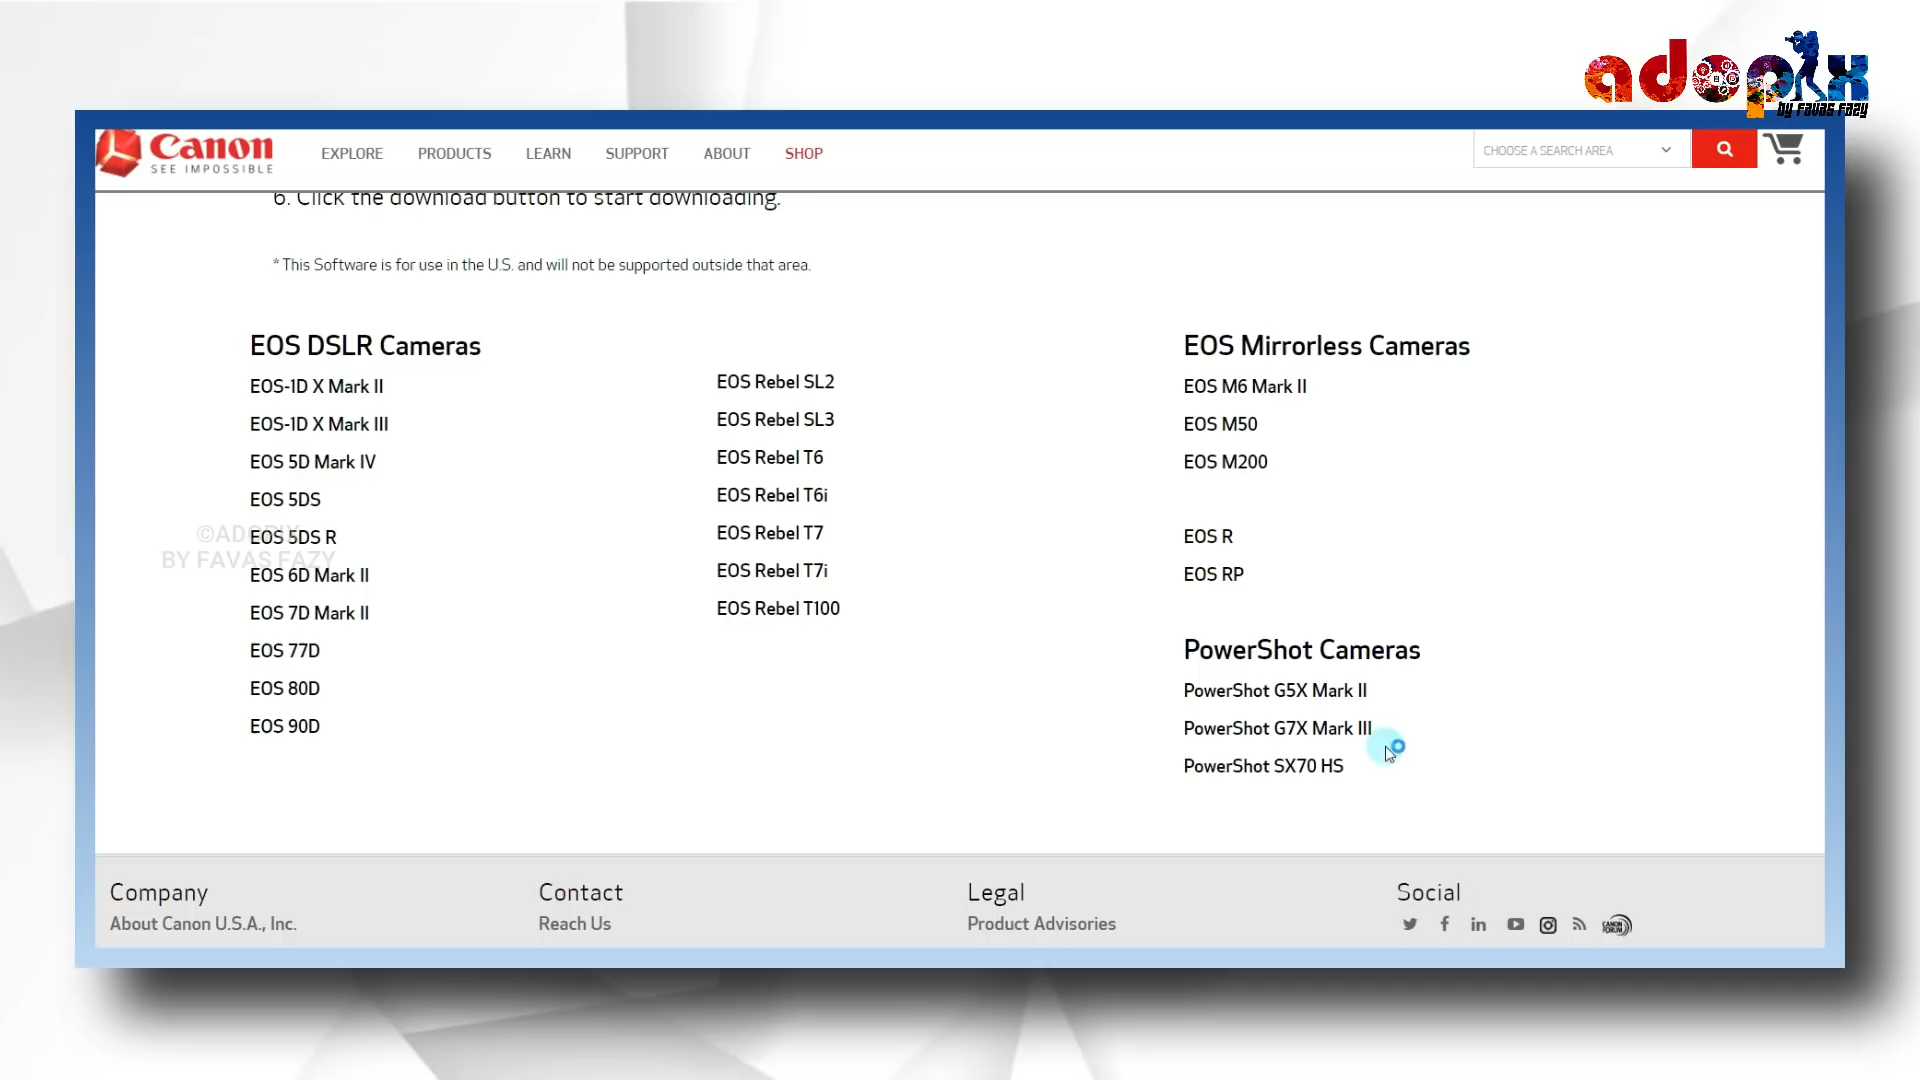 adopix
BY FAVAS FAZY
Canon
SEE IMPOSSIBLE
EXPLORE
PRODUCTS
LEARN
SUPPORT
ABOUT
SHOP
CHOOSE A SEARCH AREA
6. Click the download button to start downloading.
* This Software is for use in the U.S. and will not be supported outside that area.
EOS DSLR Cameras
EOS-1D X Mark II
EOS-1D X Mark III
EOS 5D Mark IV
EOS 5DS
EOS 5DS R
EOS 6D Mark II
EOS 7D Mark II
EOS 77D
EOS 80D
EOS 90D
©ADOPIX
BY FAVAS FAZY
EOS Rebel SL2
EOS Rebel SL3
EOS Rebel T6
EOS Rebel T6i
EOS Rebel T7
EOS Rebel T7i
EOS Rebel T100
EOS Mirrorless Cameras
EOS M6 Mark II
EOS M50
EOS M200
EOS R
EOS RP
PowerShot Cameras
PowerShot G5X Mark II
PowerShot G7X Mark III
PowerShot SX70 HS
Company
About Canon U.S.A., Inc.
Contact
Reach Us
Legal
Product Advisories
Social
CANON
FORUM